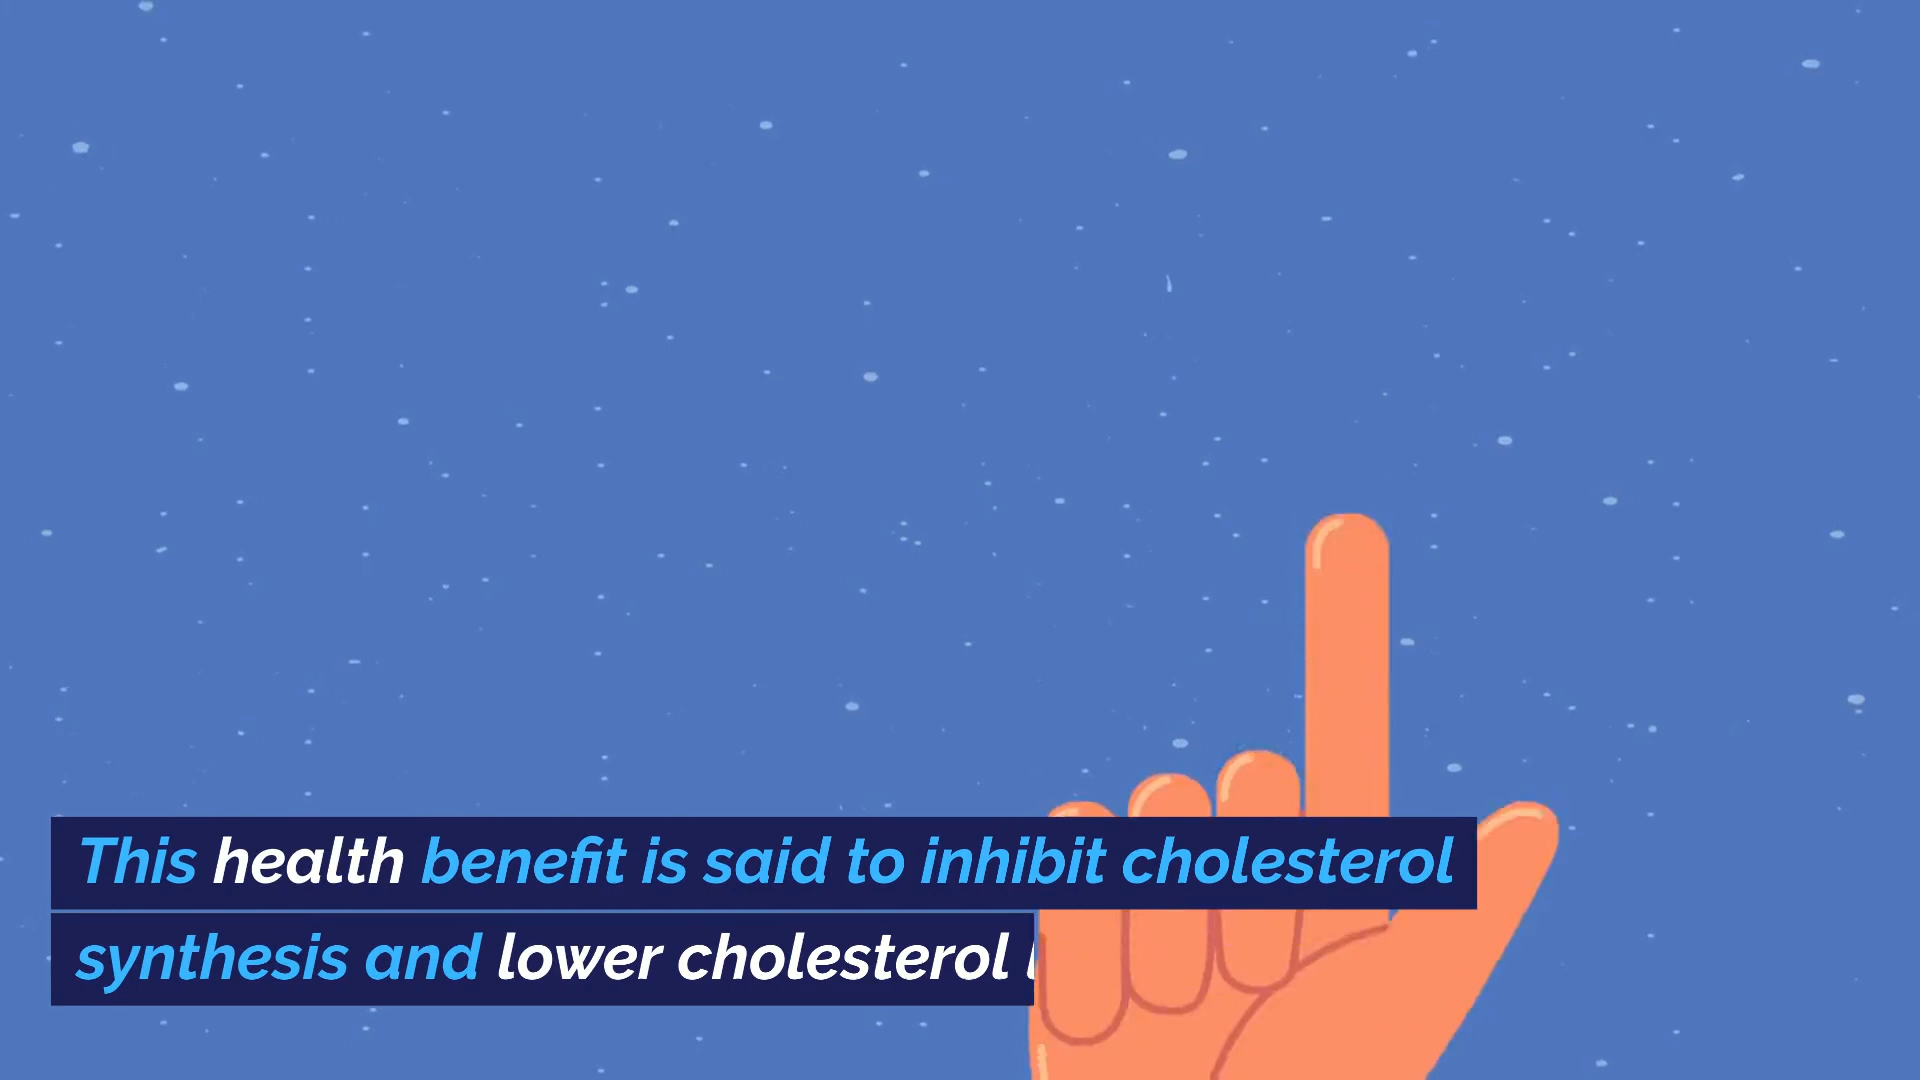 This health benefit is said to inhibit cholesterol
synthesis and lower cholesterol